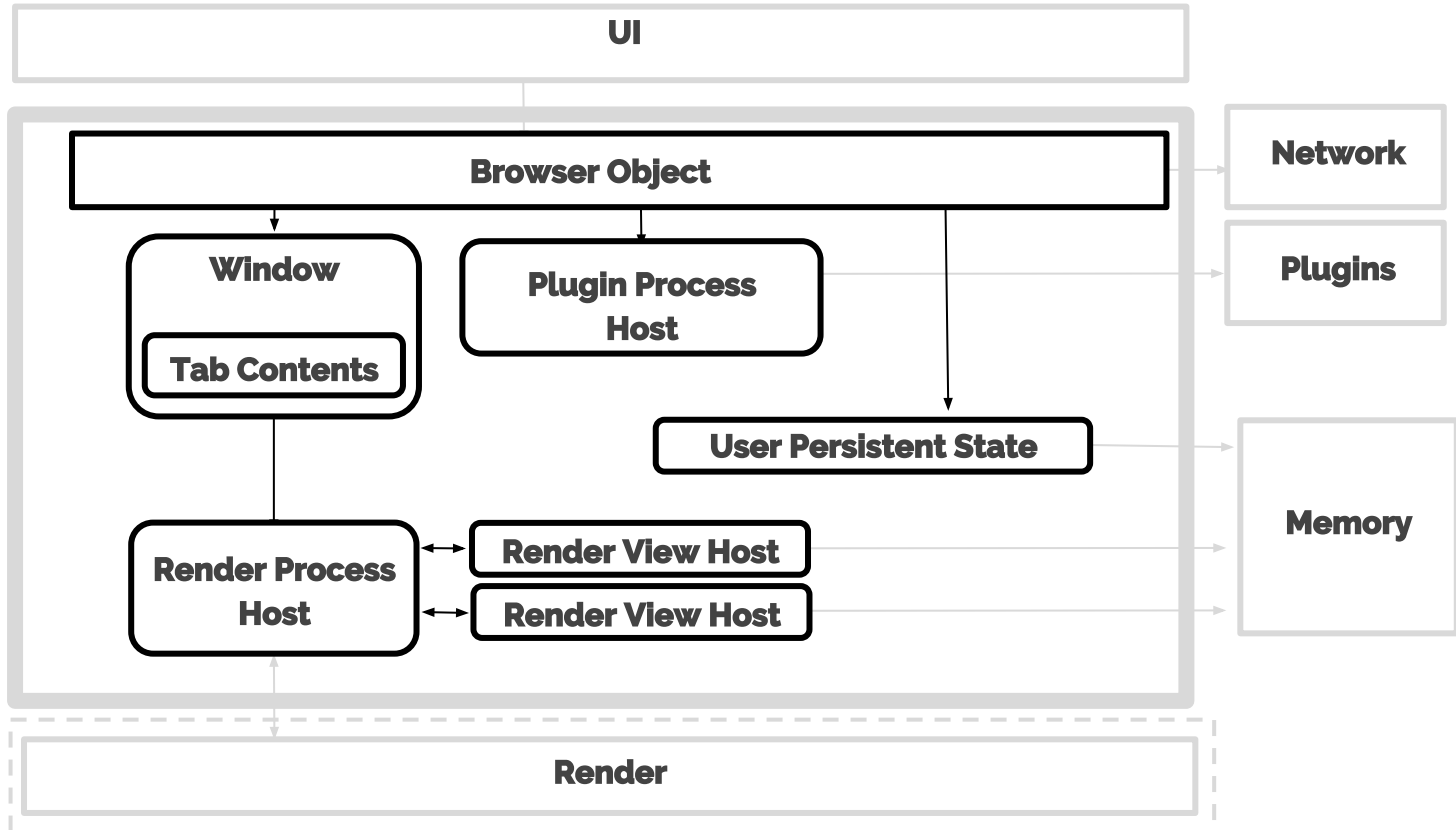 UI
Browser Object
Network
Window
Plugin Process
Host
Plugins
Tab Contents
User Persistent State
Memory
Render Process
Host
Render View Host
Render View Host
Render